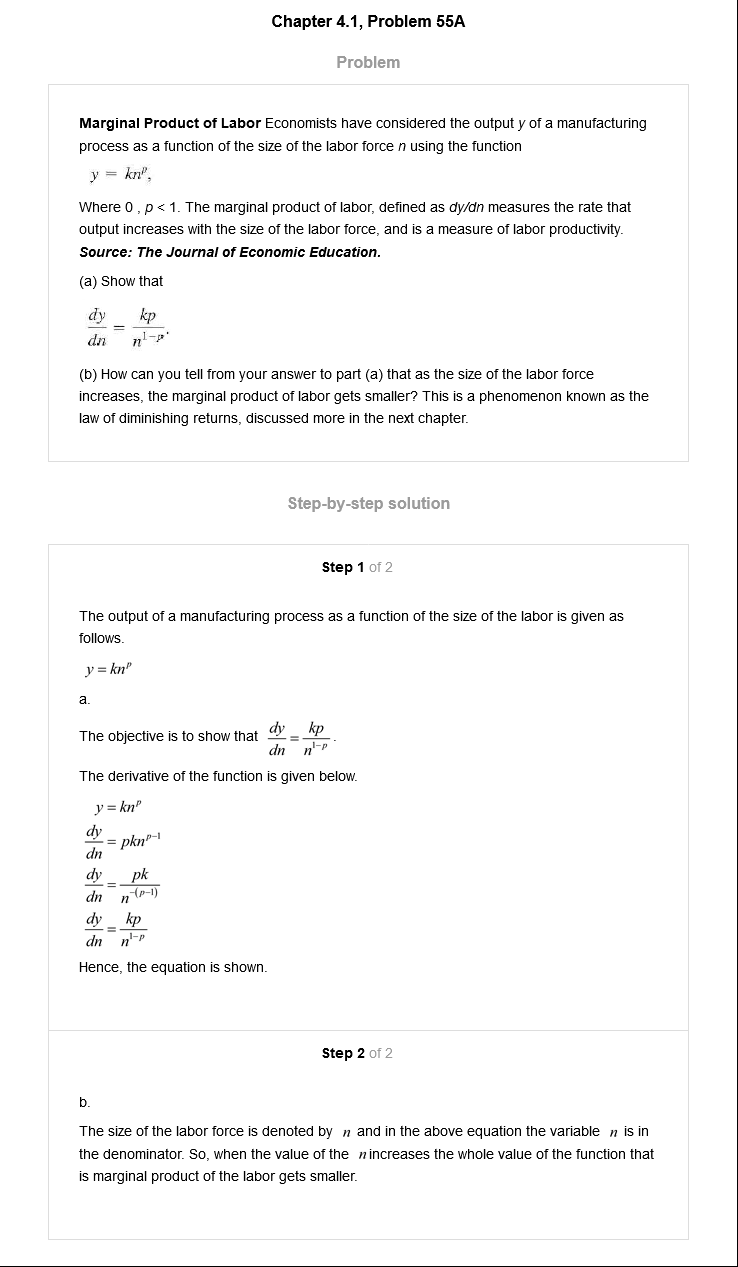 Chapter 4.1, Problem 55A
Problem
Marginal Product of Labor Economists have considered the output y of a manufacturing
process as a function of the size of the labor force n using the function
y = kn^p,
Where 0 , p < 1. The marginal product of labor, defined as dy/dn measures the rate that
output increases with the size of the labor force, and is a measure of labor productivity.
Source: The Journal of Economic Education.
(a) Show that
dy/dn = kp/n^(1-p).
(b) How can you tell from your answer to part (a) that as the size of the labor force
increases, the marginal product of labor gets smaller? This is a phenomenon known as the
law of diminishing returns, discussed more in the next chapter.
Step-by-step solution
Step 1 of 2
The output of a manufacturing process as a function of the size of the labor is given as
follows.
y = kn^p
a.
The objective is to show that dy/dn = kp/n^(1-p).
The derivative of the function is given below.
y = kn^p
dy/dn = pkn^(p-1)
dy/dn = pk/n^(-(p-1))
dy/dn = kp/n^(1-p)
Hence, the equation is shown.
Step 2 of 2
b.
The size of the labor force is denoted by n and in the above equation the variable n is in
the denominator. So, when the value of the n increases the whole value of the function that
is marginal product of the labor gets smaller.